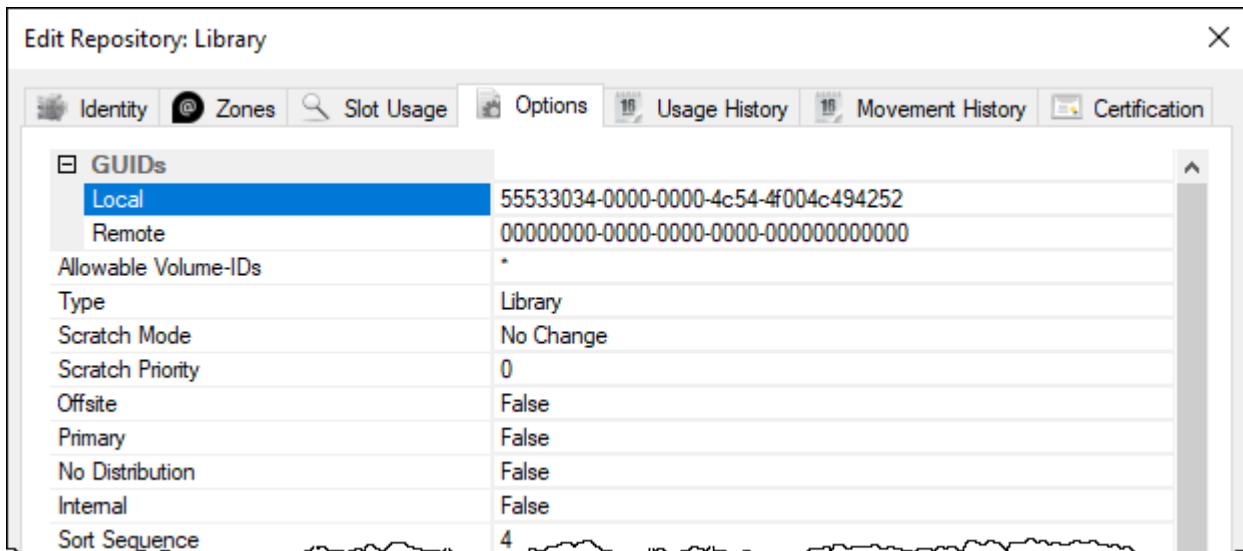 Edit Repository: Library
Identity Zones Slot Usage Options Usage History Movement History Certification
GUIDs
Local 55533034-0000-0000-4c54-4f004c494252
Remote 00000000-0000-0000-0000-000000000000
Allowable Volume-IDs *
Type Library
Scratch Mode No Change
Scratch Priority 0
Offsite False
Primary False
No Distribution False
Internal False
Sort Sequence 4